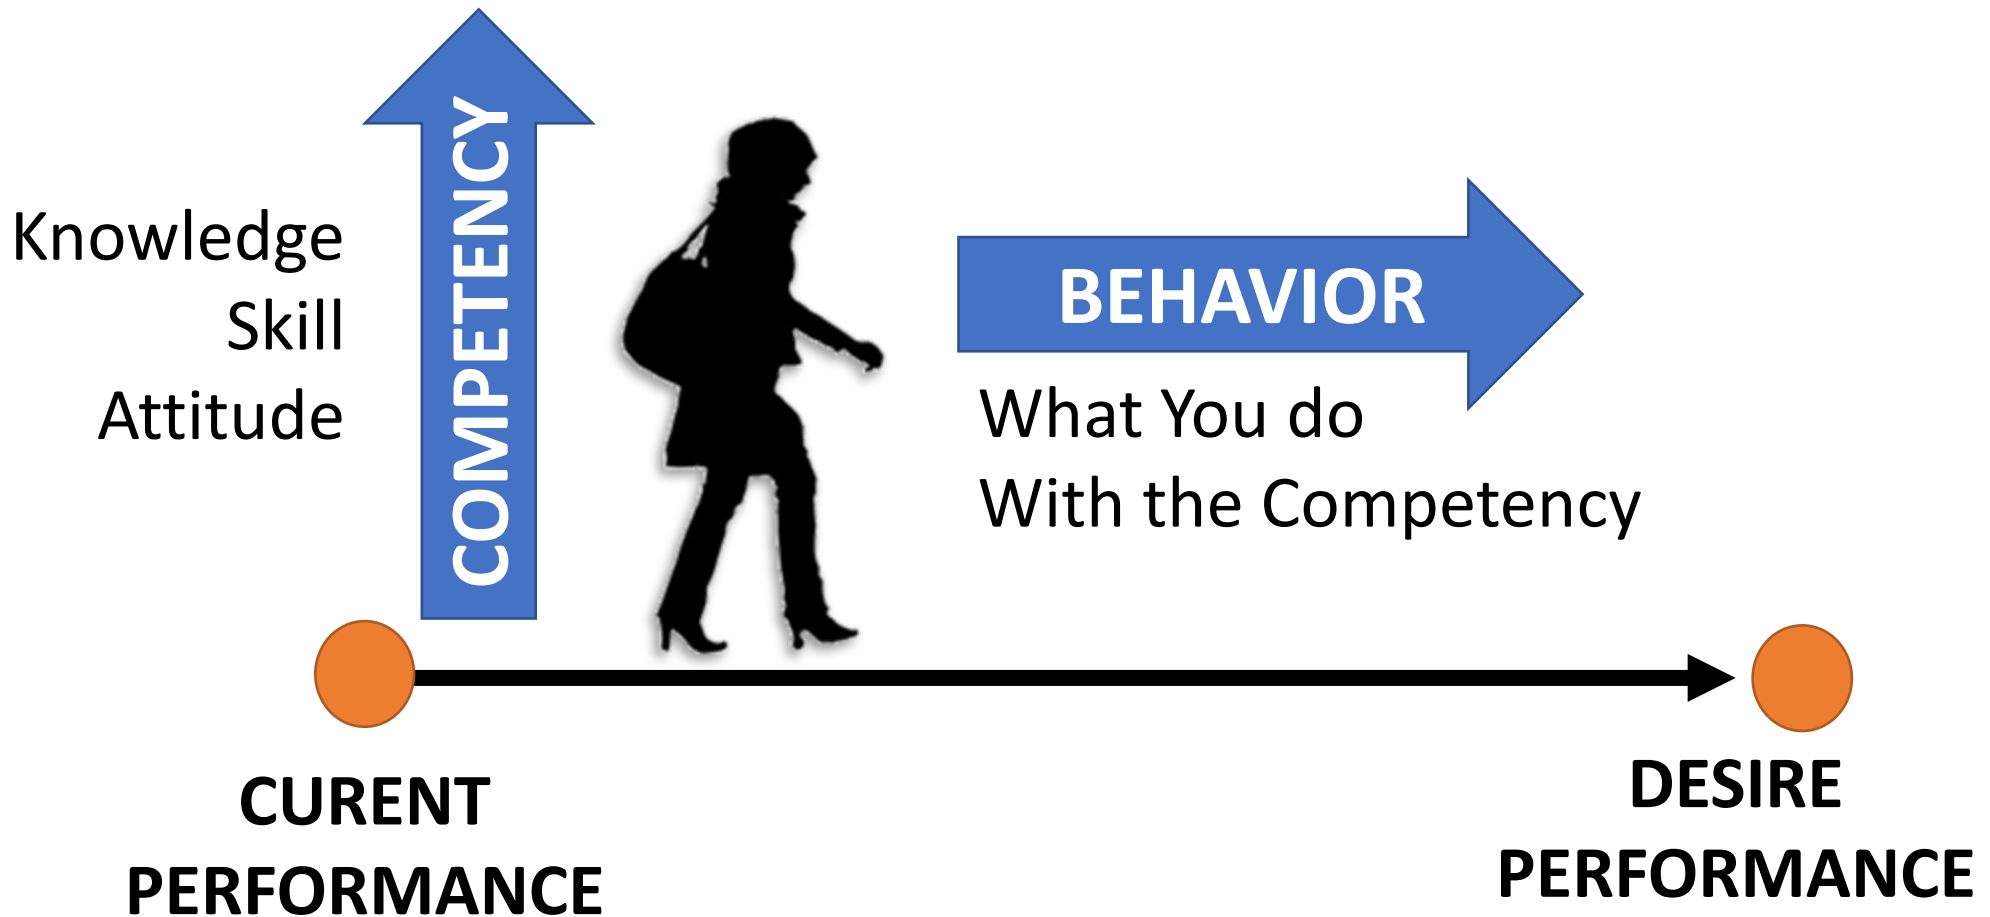 COMPETENCY
Knowledge
Skill
Attitude
BEHAVIOR
What You do
With the Competency
CURENT
PERFORMANCE
DESIRE
PERFORMANCE